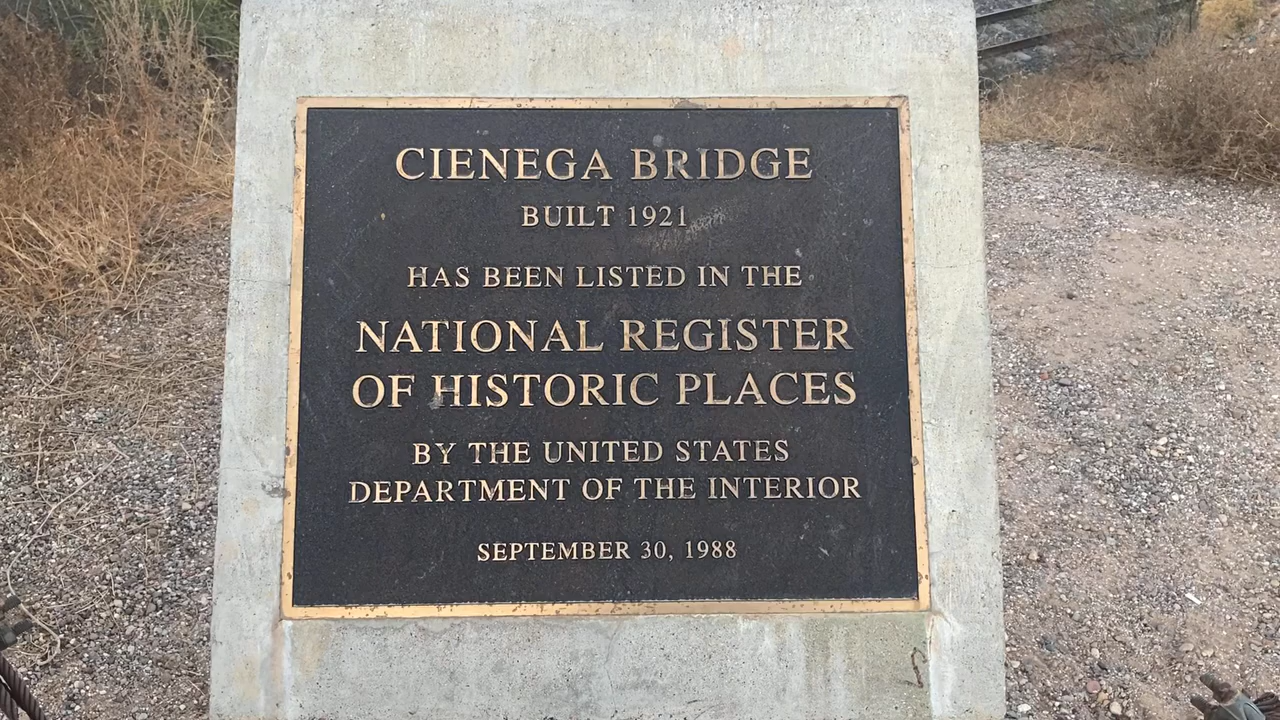 CIENEGA BRIDGE
BUILT 1921
HAS BEEN LISTED IN THE
NATIONAL REGISTER
OF HISTORIC PLACES
BY THE UNITED STATES
DEPARTMENT OF THE INTERIOR
SEPTEMBER 30, 1988